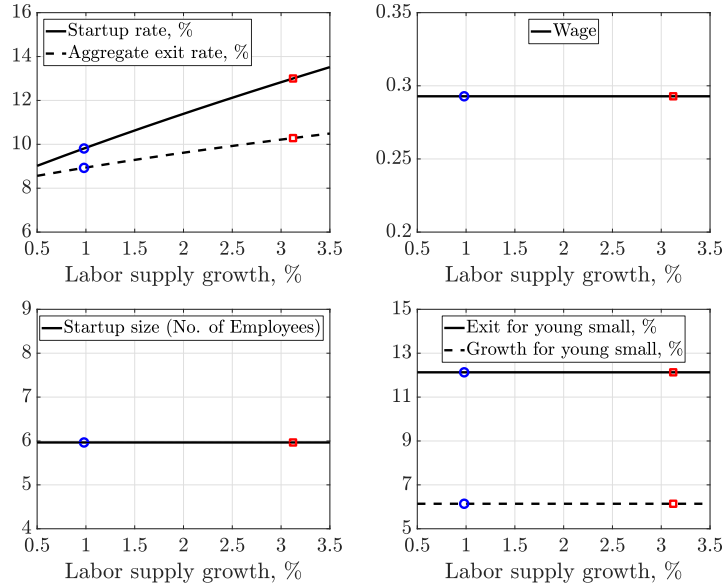 Startup rate, %
Aggregate exit rate, %
16
14
12
10
8
6
0.5 1 1.5 2 2.5 3 3.5
Labor supply growth, %
Wage
0.35
0.3
0.25
0.2
0.5 1 1.5 2 2.5 3 3.5
Labor supply growth, %
Startup size (No. of Employees)
9
8
7
6
5
4
0.5 1 1.5 2 2.5 3 3.5
Labor supply growth, %
Exit for young small, %
Growth for young small, %
15
13
11
9
7
5
0.5 1 1.5 2 2.5 3 3.5
Labor supply growth, %